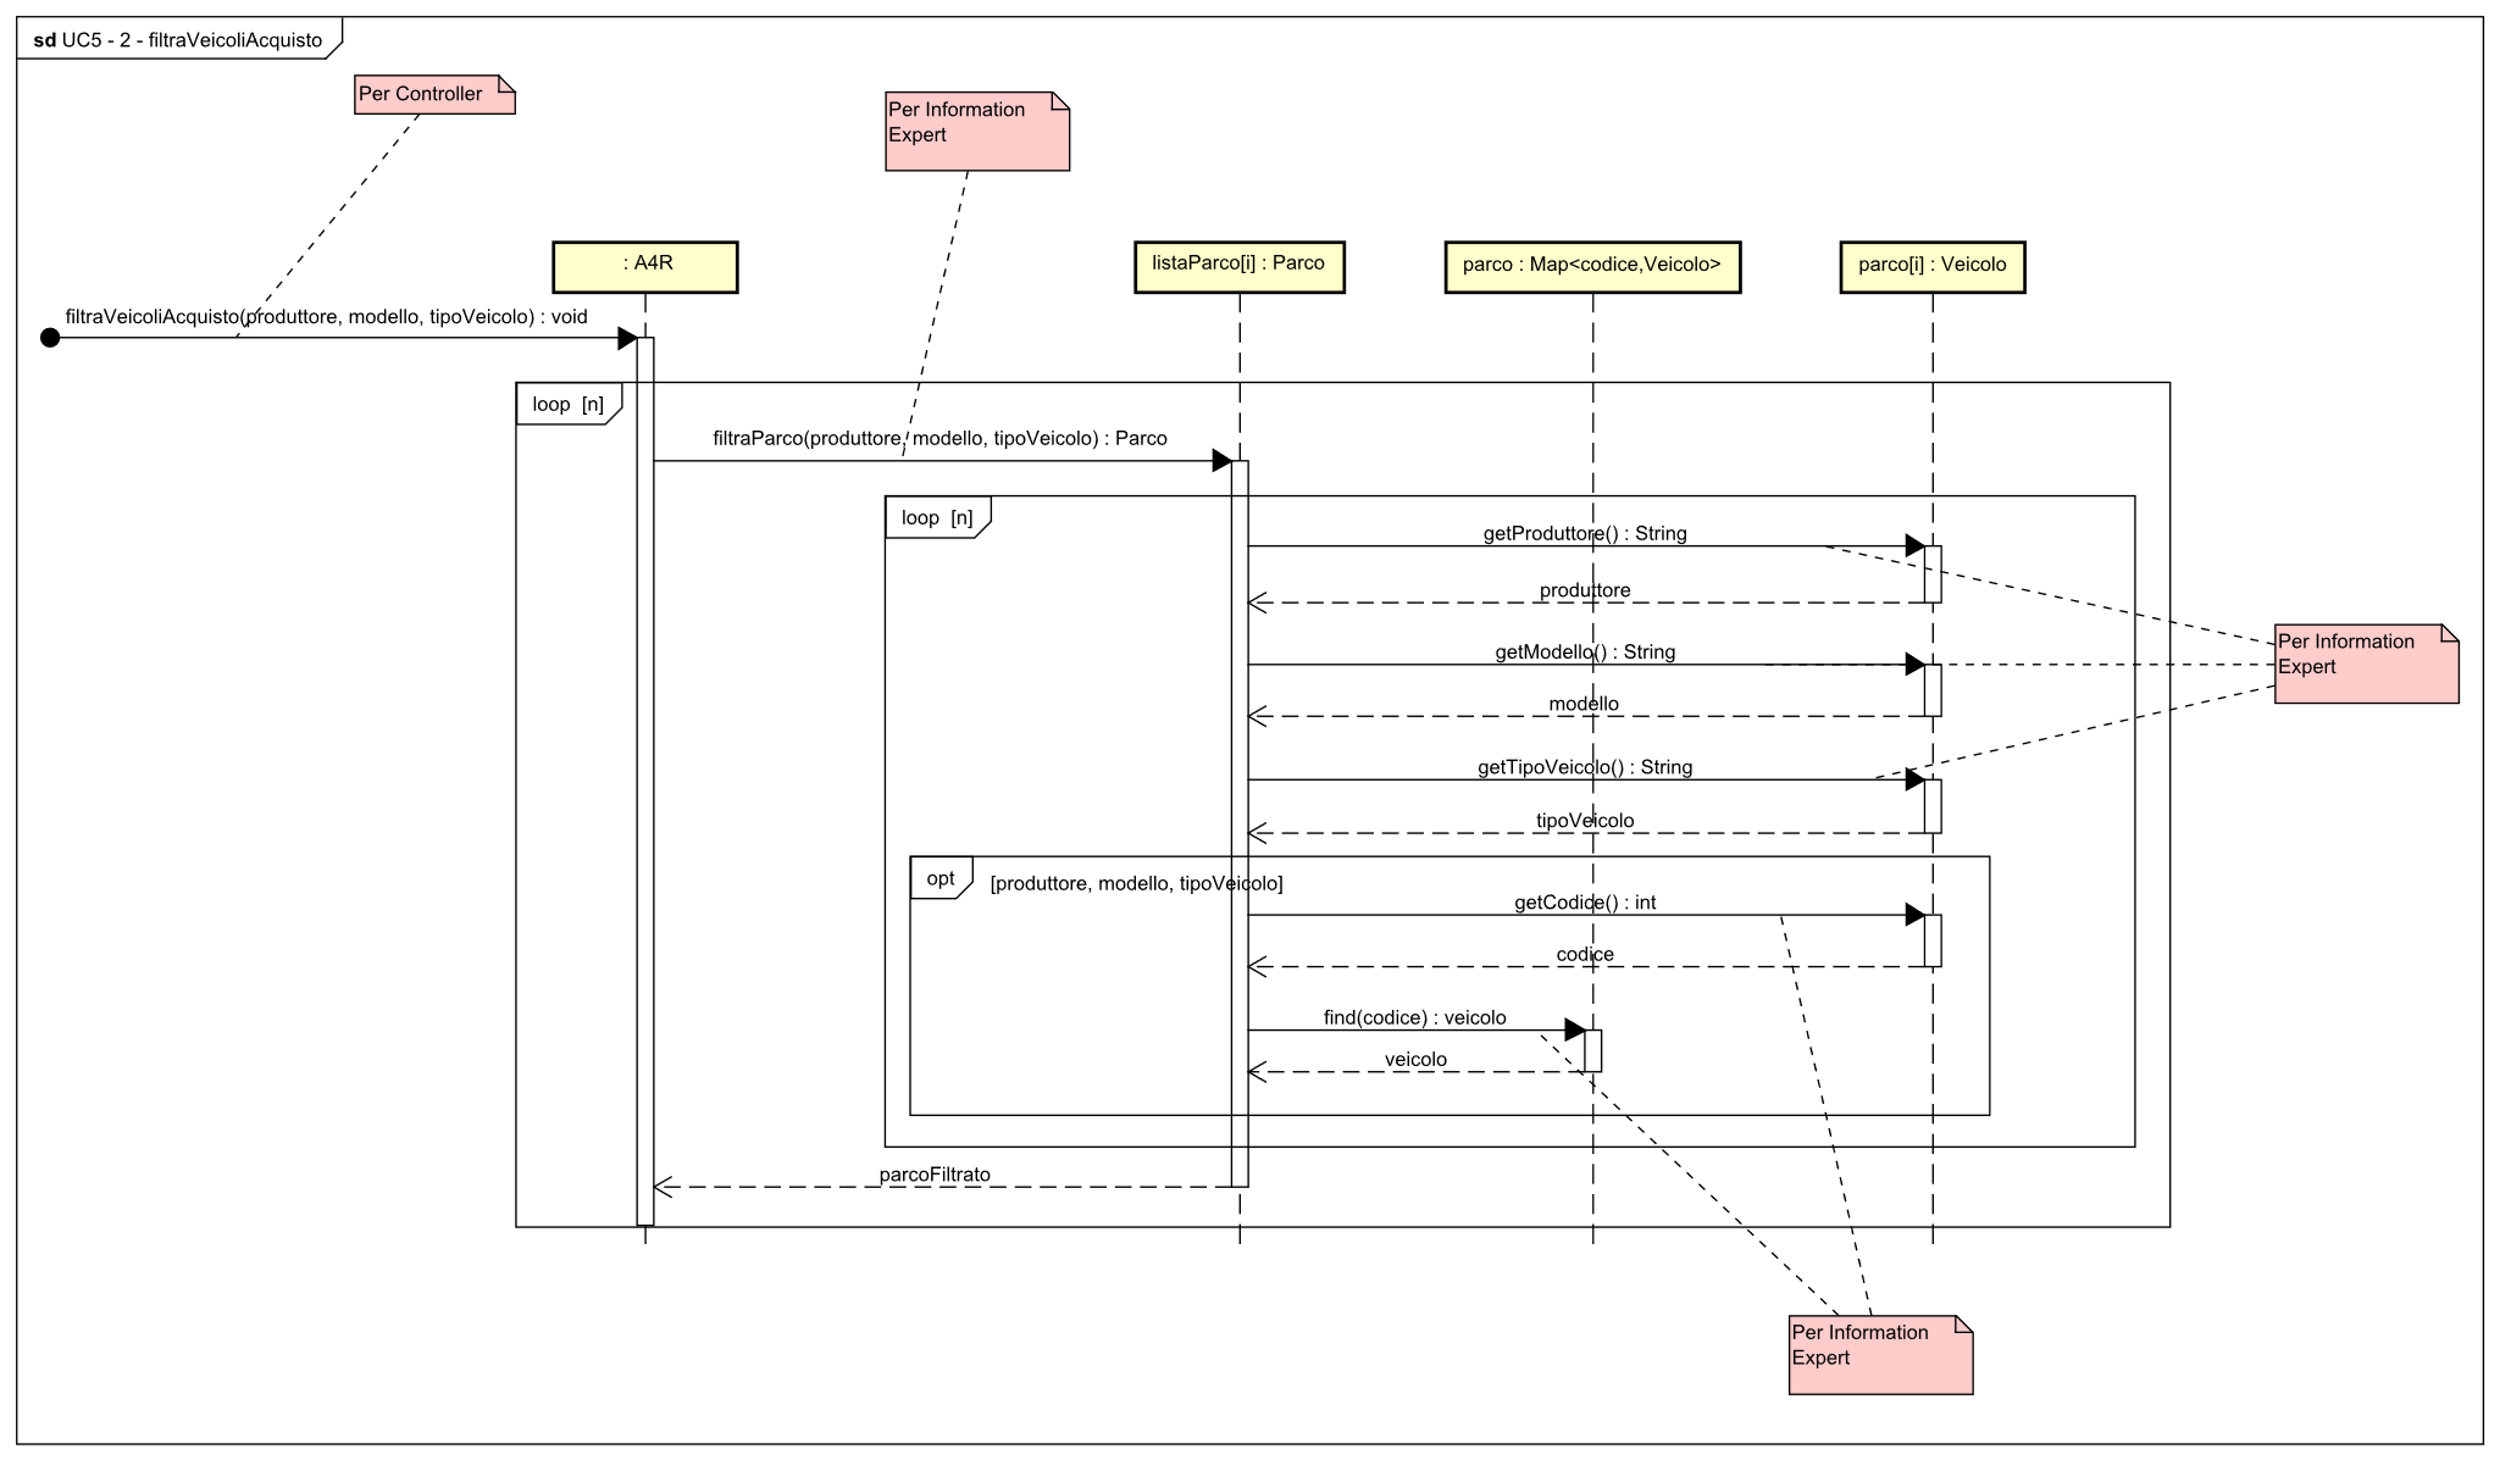 sd UC5 - 2 - filtraVeicoliAcquisto
Per Controller
Per Information
Expert
: A4R
listaParco[i] : Parco
parco : Map<codice,Veicolo>
parco[i] : Veicolo
filtraVeicoliAcquisto(produttore, modello, tipoVeicolo) : void
loop [n]
filtraParco(produttore, modello, tipoVeicolo) : Parco
loop [n]
getProduttore() : String
produttore
Per Information
Expert
getModello() : String
modello
getTipoVeicolo() : String
tipoVeicolo
opt [produttore, modello, tipoVeicolo]
getCodice() : int
codice
find(codice) : veicolo
veicolo
parcoFiltrato
Per Information
Expert